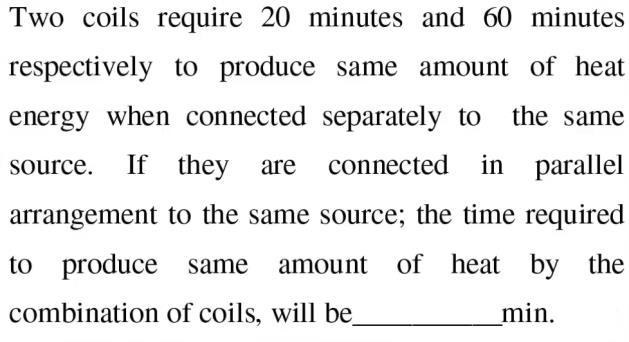 Two coils require 20 minutes and 60 minutes
respectively to produce same amount of heat
energy when connected separately to the same
source. If they are connected in parallel
arrangement to the same source; the time required
to produce same amount of heat by the
combination of coils, will be___________min.